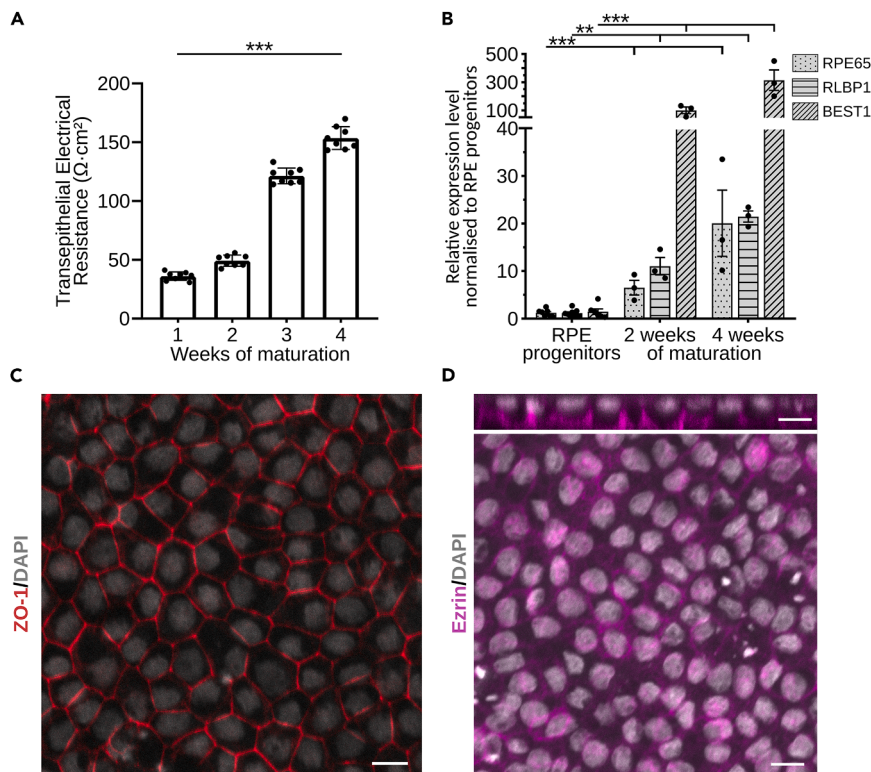 A
***
Transepithelial Electrical
Resistance (Ω·cm²)
200
150
100
50
0
1 2 3 4
Weeks of maturation
B
***
**
***
Relative expression level
normalised to RPE progenitors
500
400
300
200
100
40
30
20
10
0
RPE progenitors
2 weeks 4 weeks
of maturation
RPE65
RLBP1
BEST1
C
ZO-1/DAPI
D
Ezrin/DAPI